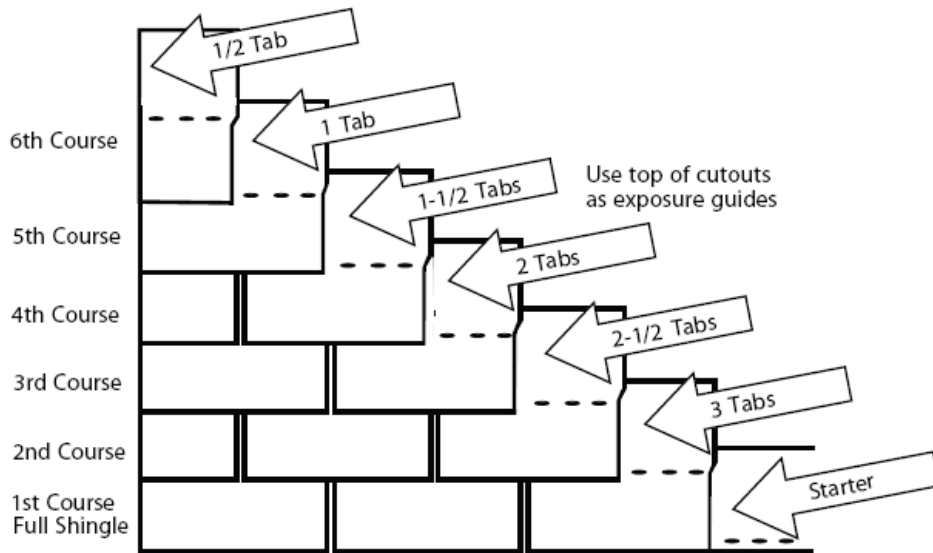 1/2 Tab
6th Course
1 Tab
1-1/2 Tabs
Use top of cutouts
as exposure guides
5th Course
2 Tabs
4th Course
2-1/2 Tabs
3rd Course
3 Tabs
2nd Course
1st Course
Full Shingle
Starter